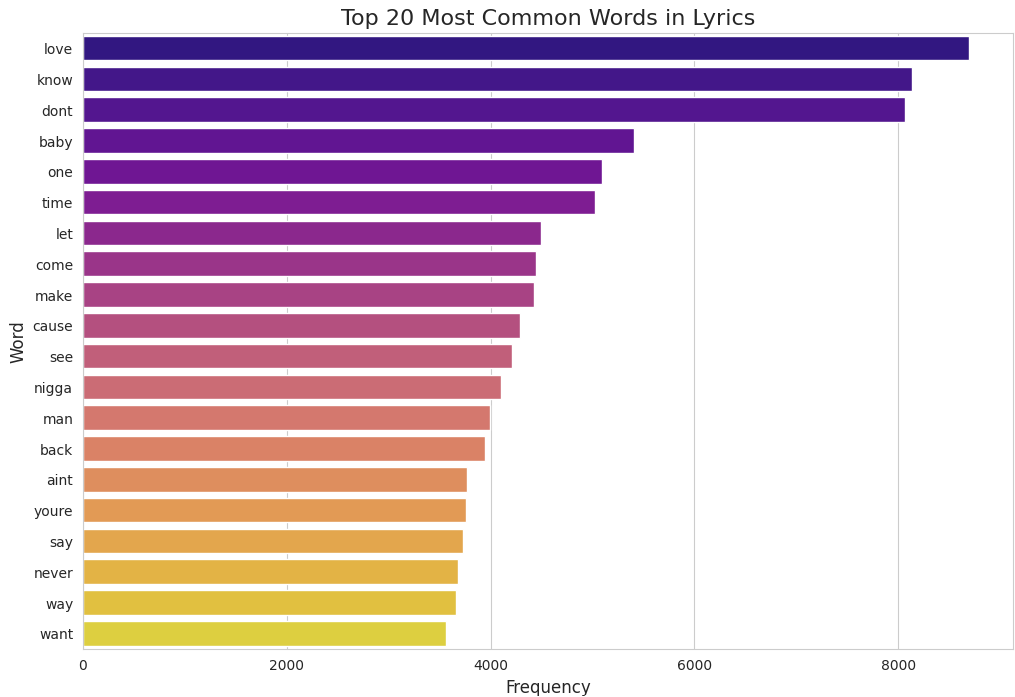 Top 20 Most Common Words in Lyrics
love
know
dont
baby
one
time
let
come
make
cause
see
nigga
man
back
aint
youre
say
never
way
want
Word
0 2000 4000 6000 8000
Frequency